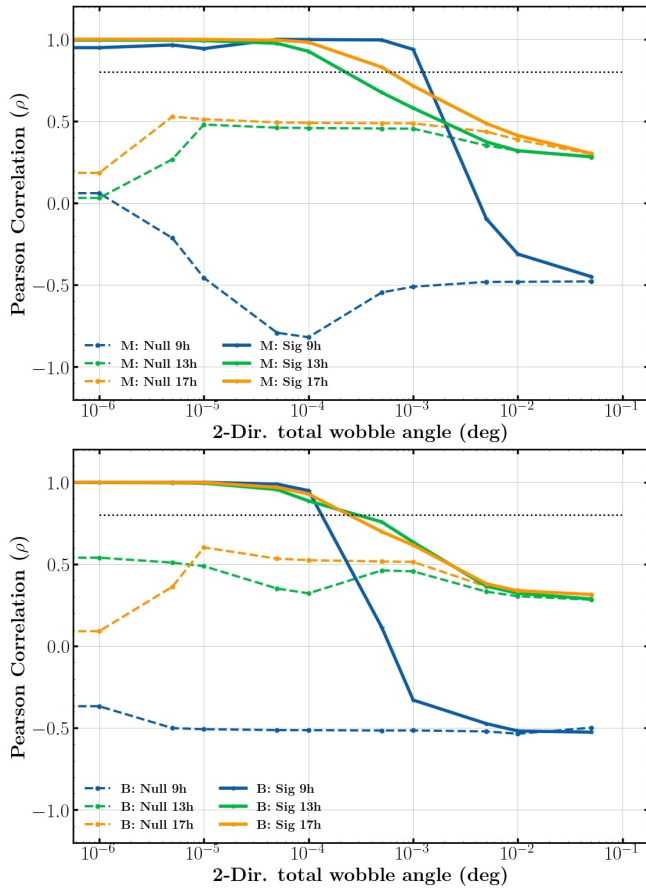 1.0
0.5
0.0
−0.5
−1.0
Pearson Correlation (ρ)
M: Null 9h
M: Null 13h
M: Null 17h
M: Sig 9h
M: Sig 13h
M: Sig 17h
10⁻⁶ 10⁻⁵ 10⁻⁴ 10⁻³ 10⁻² 10⁻¹
2-Dir. total wobble angle (deg)
1.0
0.5
0.0
−0.5
−1.0
Pearson Correlation (ρ)
B: Null 9h
B: Null 13h
B: Null 17h
B: Sig 9h
B: Sig 13h
B: Sig 17h
10⁻⁶ 10⁻⁵ 10⁻⁴ 10⁻³ 10⁻² 10⁻¹
2-Dir. total wobble angle (deg)